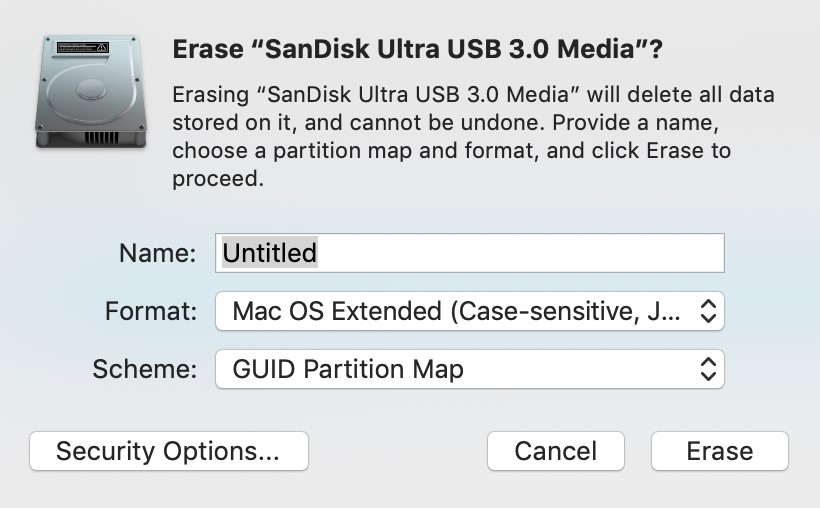 Erase “SanDisk Ultra USB 3.0 Media”?
Erasing “SanDisk Ultra USB 3.0 Media” will delete all data
stored on it, and cannot be undone. Provide a name,
choose a partition map and format, and click Erase to
proceed.
Name: Untitled
Format: Mac OS Extended (Case-sensitive, J...
Scheme: GUID Partition Map
Security Options... Cancel Erase